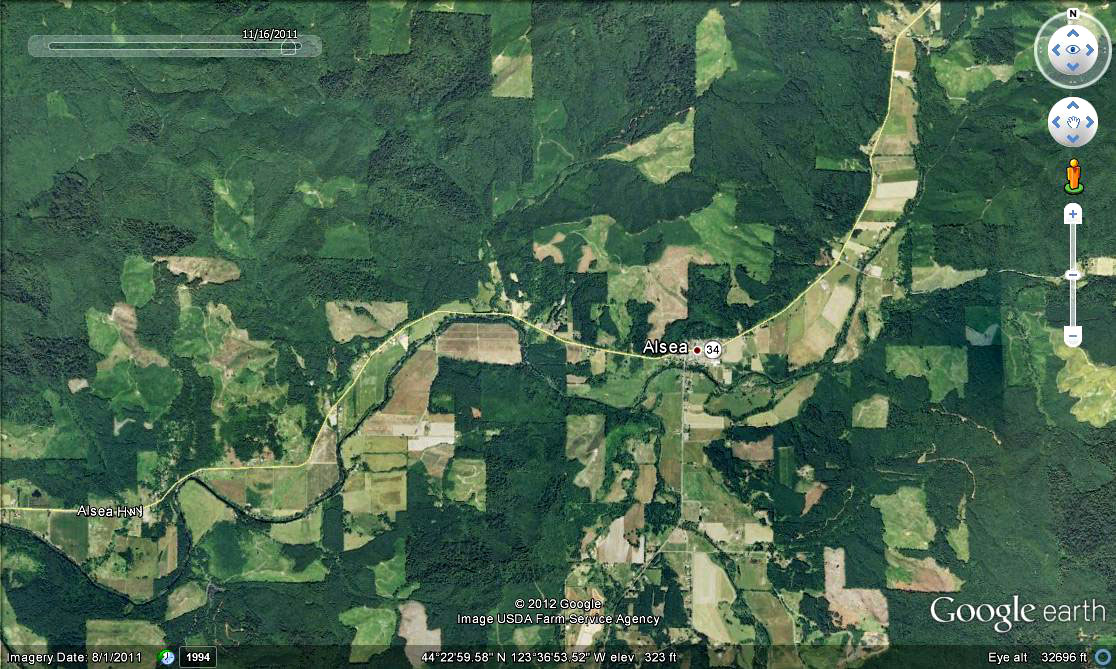 11/16/2011
N
Alsea
34
Alsea Hwy
© 2012 Google
Image USDA Farm Service Agency
Google earth
Imagery Date: 8/1/2011 1994 44°22'59.58" N 123°36'53.52" W elev 323 ft Eye alt 32696 ft